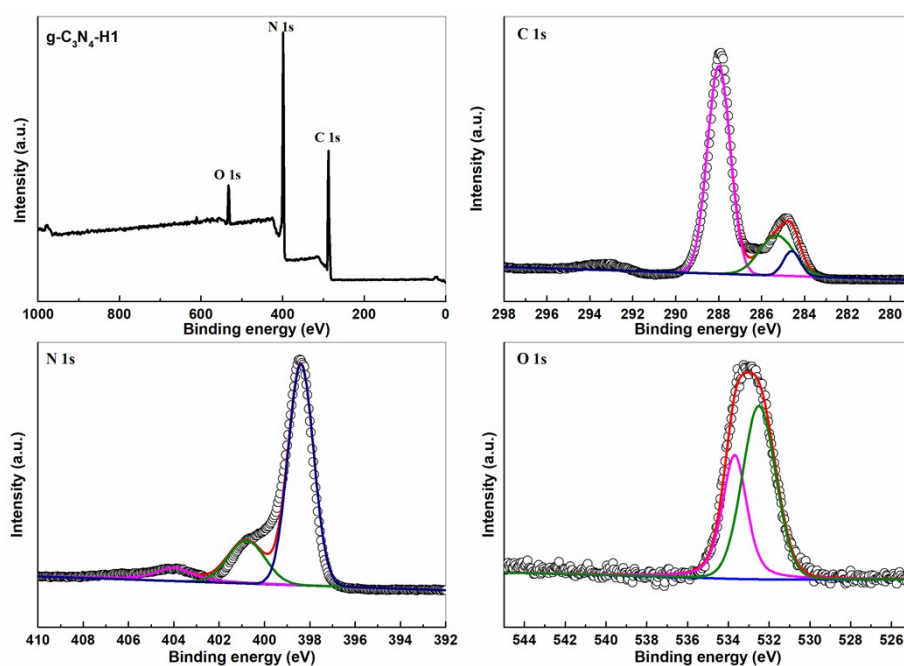 g-C₃N₄-H1
N 1s
C 1s
O 1s
Intensity (a.u.)
1000 800 600 400 200 0
Binding energy (eV)
C 1s
Intensity (a.u.)
298 296 294 292 290 288 286 284 282 280
Binding energy (eV)
N 1s
Intensity (a.u.)
410 408 406 404 402 400 398 396 394 392
Binding energy (eV)
O 1s
Intensity (a.u.)
544 542 540 538 536 534 532 530 528 526
Binding energy (eV)